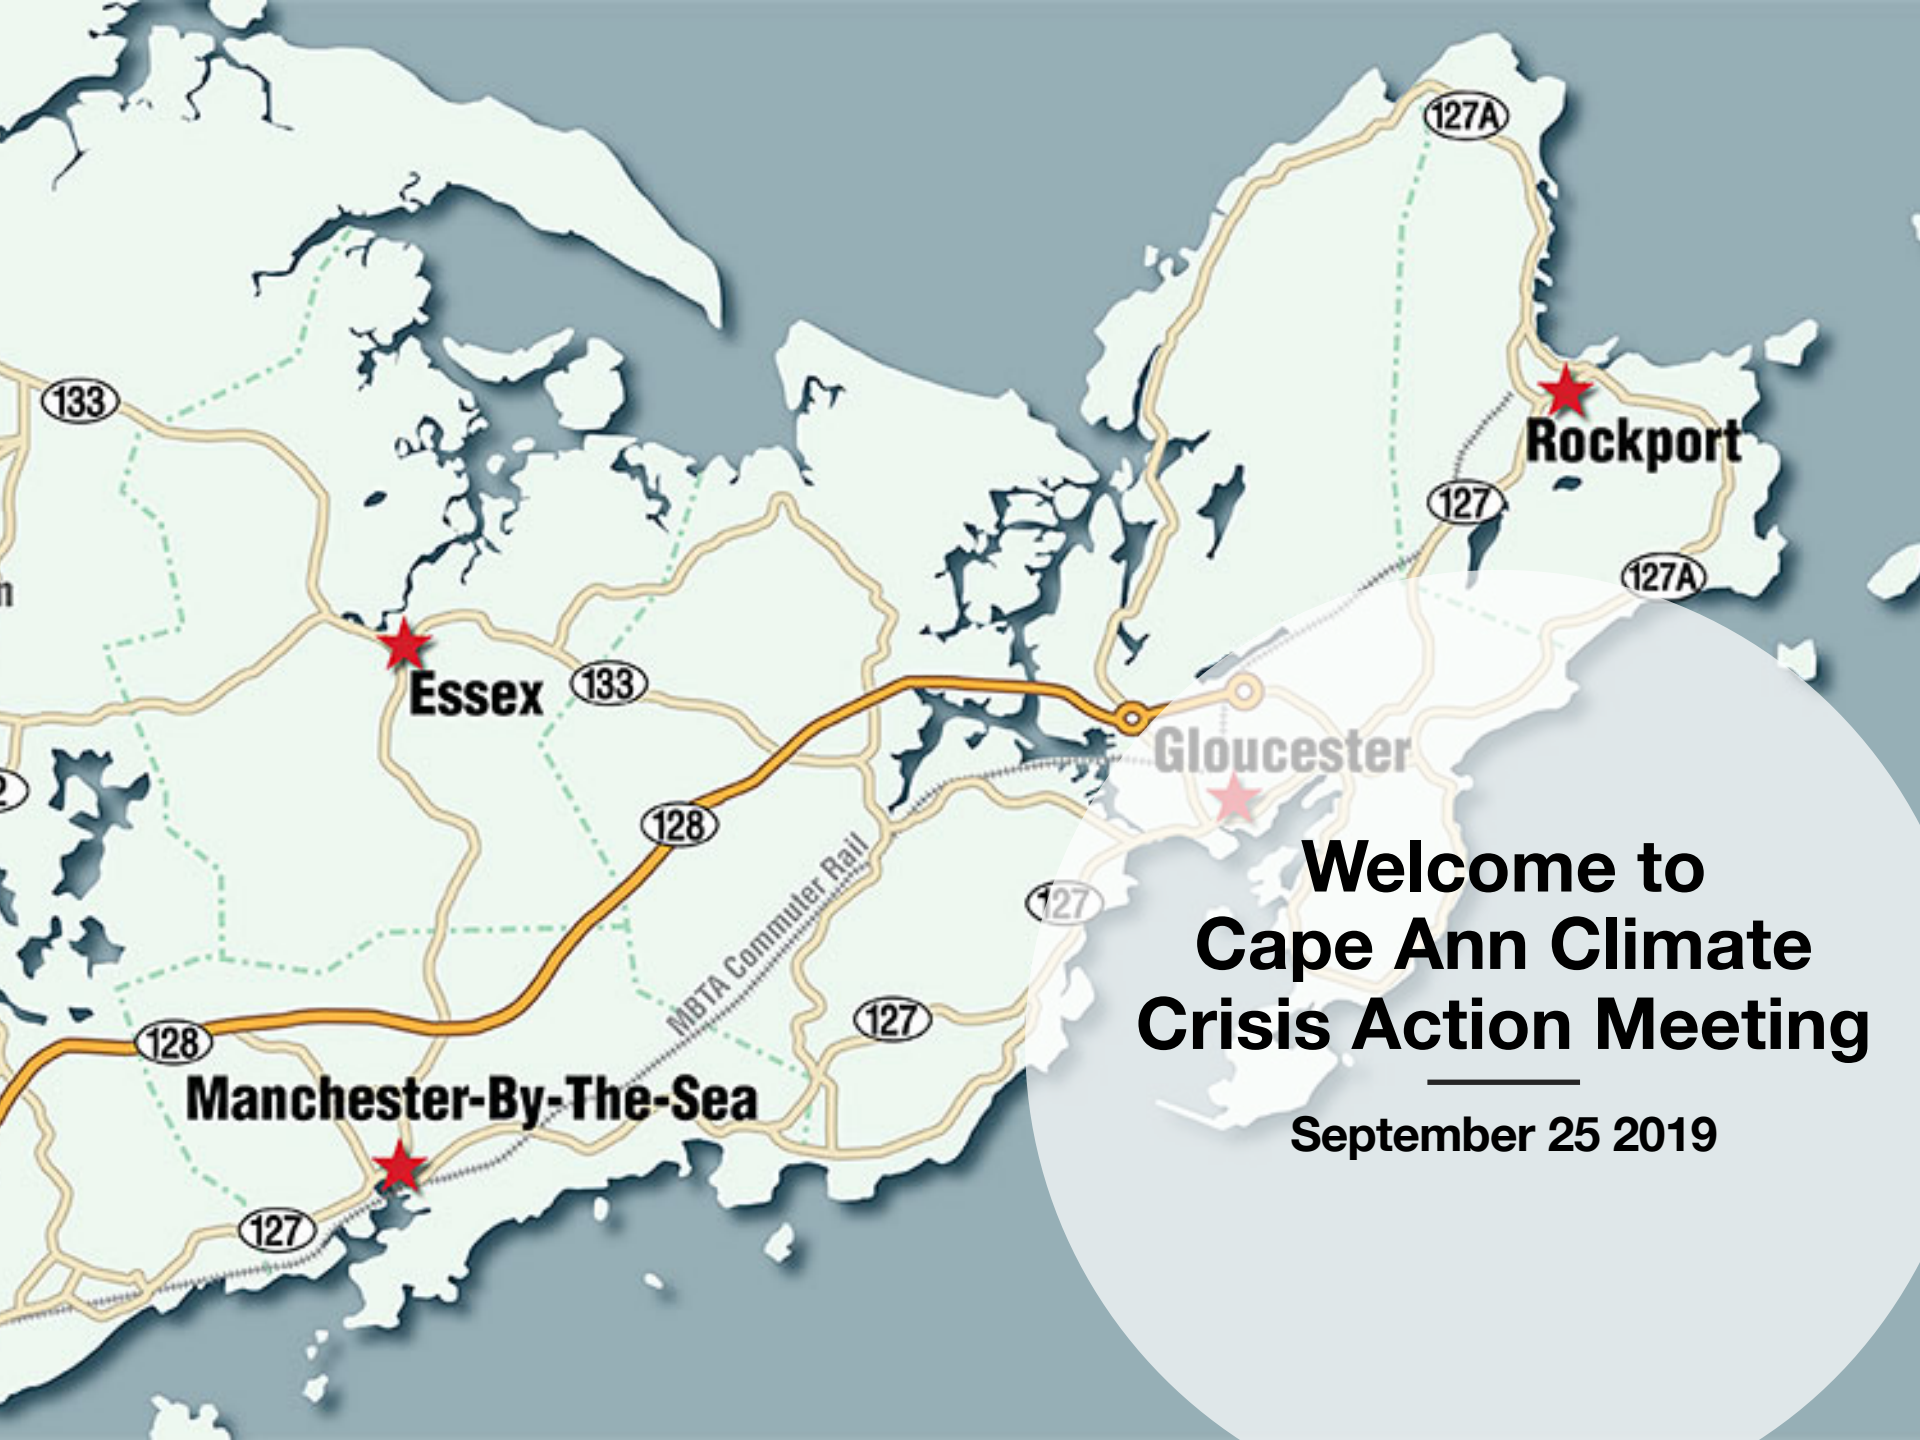 127A
133
Rockport
127
127A
Essex
133
Gloucester
128
MBTA Commuter Rail
127
Welcome to
Cape Ann Climate
Crisis Action Meeting
September 25 2019
127
128
Manchester-By-The-Sea
127